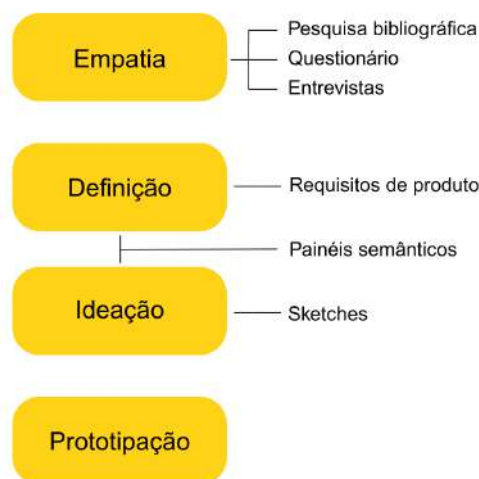 Empatia
Pesquisa bibliográfica
Questionário
Entrevistas
Definição
Requisitos de produto
Painéis semânticos
Ideação
Sketches
Prototipação